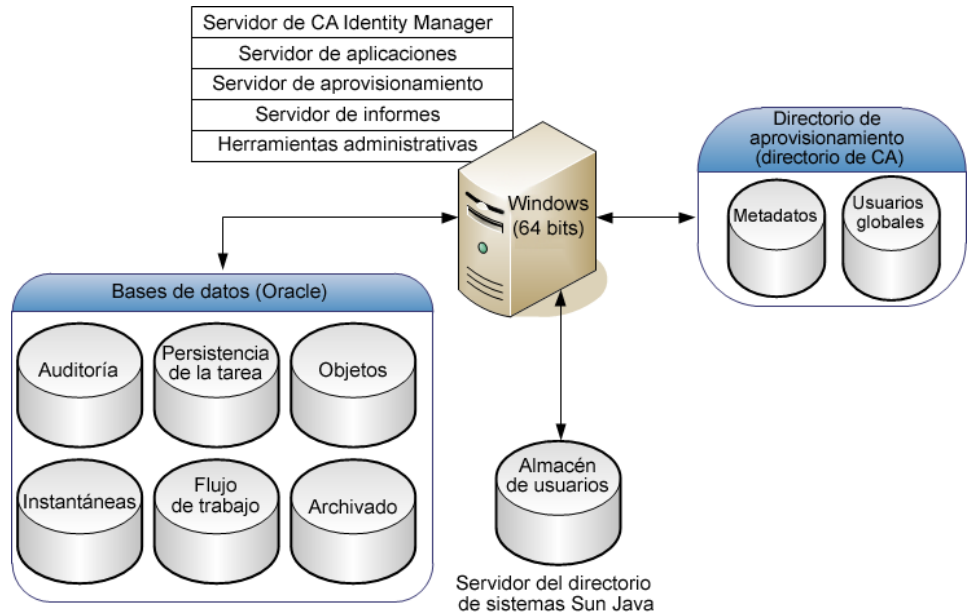 Servidor de CA Identity Manager
Servidor de aplicaciones
Servidor de aprovisionamiento
Servidor de informes
Herramientas administrativas
Windows
(64 bits)
Directorio de
aprovisionamiento
(directorio de CA)
Metadatos
Usuarios
globales
Bases de datos (Oracle)
Auditoría
Persistencia
de la tarea
Objetos
Instantáneas
Flujo
de trabajo
Archivado
Almacén
de usuarios
Servidor del directorio
de sistemas Sun Java